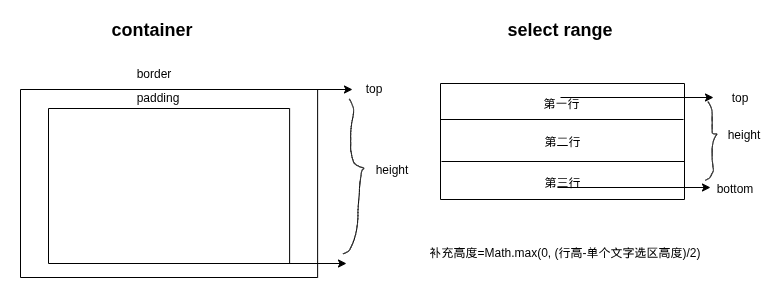 container
border
top
padding
height
select range
第一行
top
第二行
height
第三行
bottom
补充高度=Math.max(0, (行高-单个文字选区高度)/2)